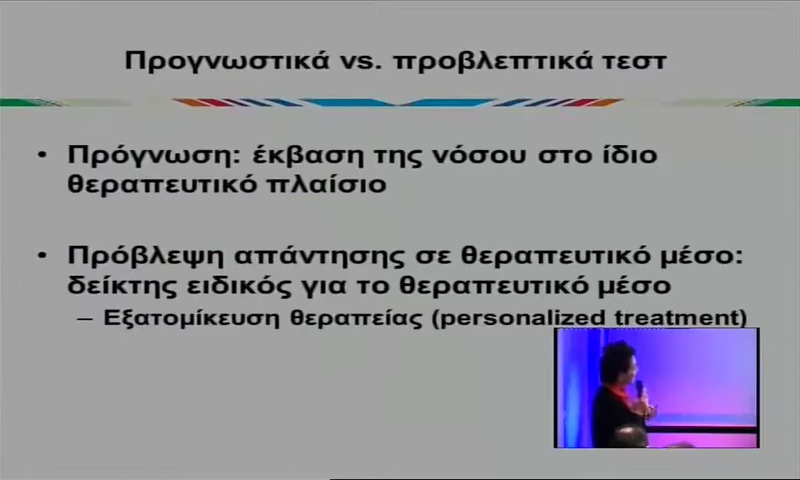 Προγνωστικά vs. προβλεπτικά τεστ
• Πρόγνωση: έκβαση της νόσου στο ίδιο
θεραπευτικό πλαίσιο
• Πρόβλεψη απάντησης σε θεραπευτικό μέσο:
δείκτης ειδικός για το θεραπευτικό μέσο
– Εξατομίκευση θεραπείας (personalized treatment)